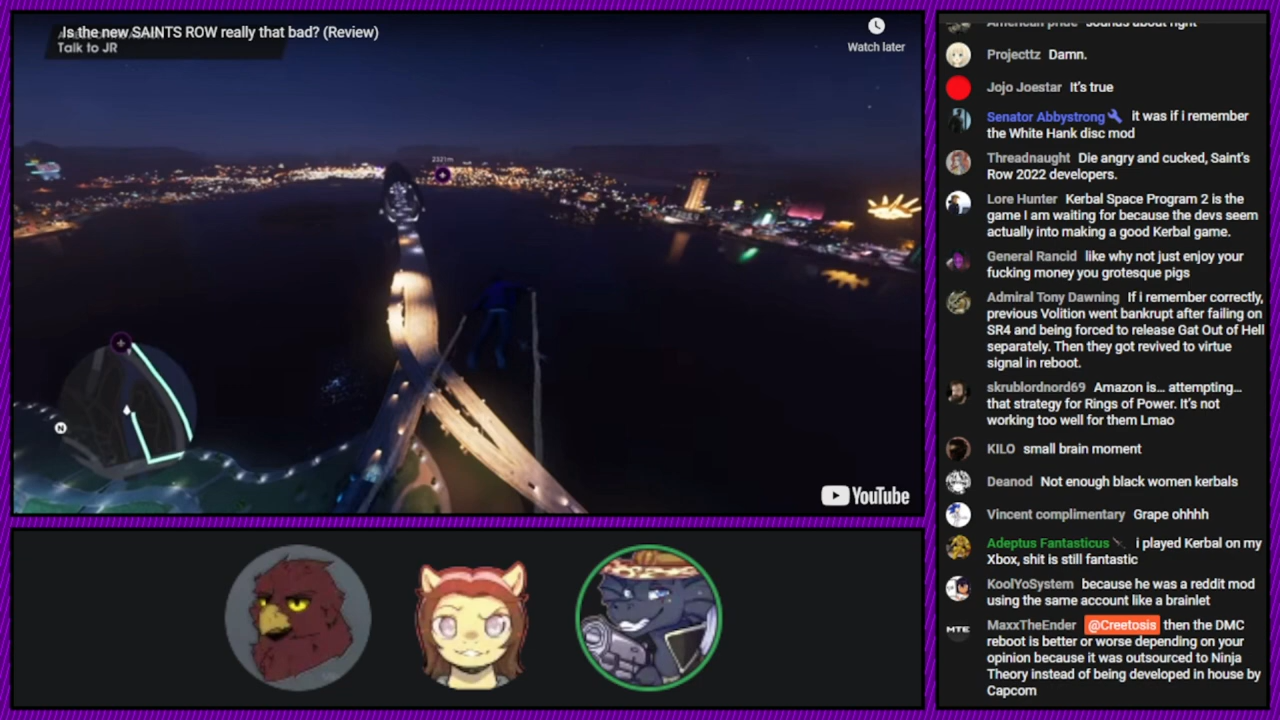 Is the new SAINTS ROW really that bad? (Review)
Talk to JR
Watch later
2321m
N
YouTube
American pride sounds about right
Projecttz Damn.
Jojo Joestar It's true
Senator Abbystrong it was if i remember
the White Hank disc mod
Threadnaught Die angry and cucked, Saint's
Row 2022 developers.
Lore Hunter Kerbal Space Program 2 is the
game I am waiting for because the devs seem
actually into making a good Kerbal game.
General Rancid like why not just enjoy your
fucking money you grotesque pigs
Admiral Tony Dawning If i remember correctly,
previous Volition went bankrupt after failing on
SR4 and being forced to release Gat Out of Hell
separately. Then they got revived to virtue
signal in reboot.
skrublordnord69 Amazon is... attempting...
that strategy for Rings of Power. It's not
working too well for them Lmao
KILO small brain moment
Deanod Not enough black women kerbals
Vincent complimentary Grape ohhhh
Adeptus Fantasticus i played Kerbal on my
Xbox, shit is still fantastic
KoolYoSystem because he was a reddit mod
using the same account like a brainlet
MTE MaxxTheEnder @Creetosis then the DMC
reboot is better or worse depending on your
opinion because it was outsourced to Ninja
Theory instead of being developed in house by
Capcom